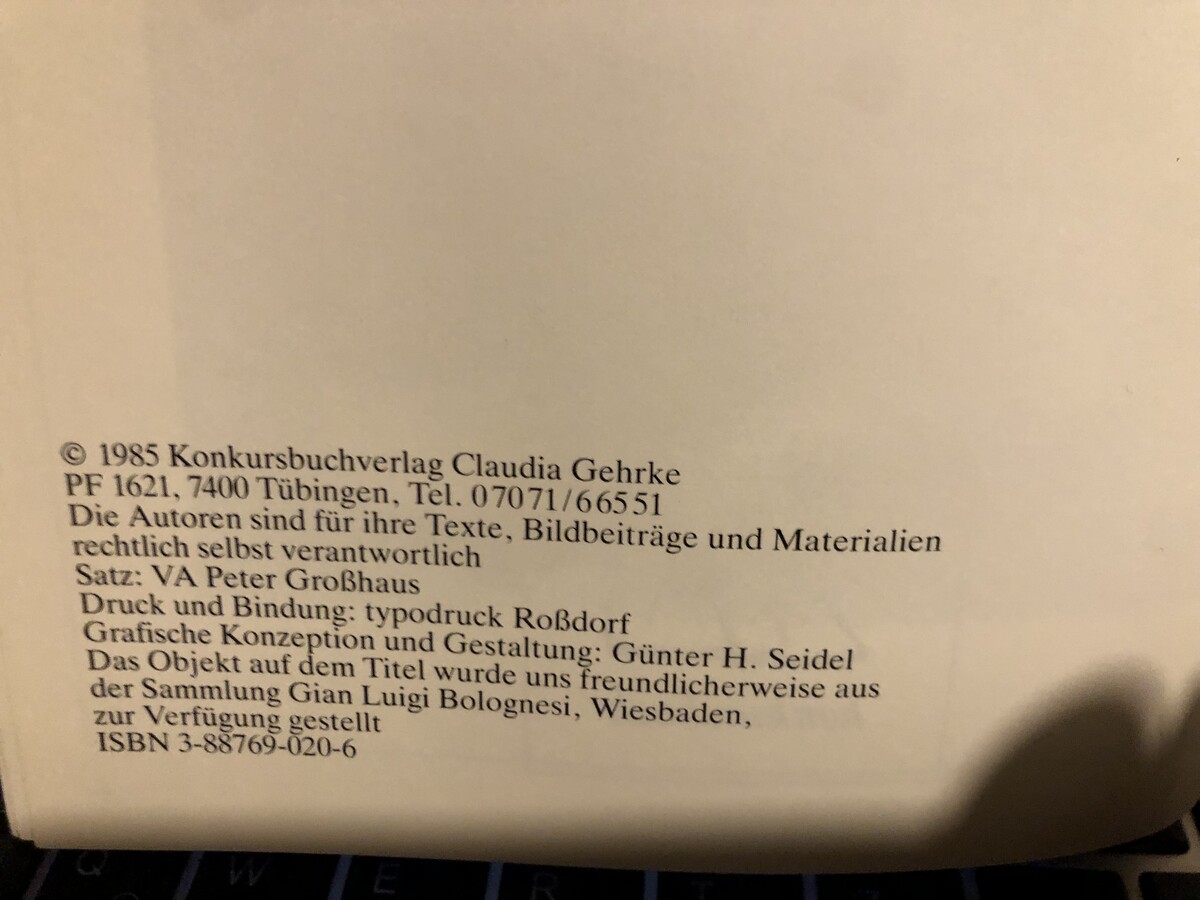 © 1985 Konkursbuchverlag Claudia Gehrke
PF 1621, 7400 Tübingen, Tel. 07071/66551
Die Autoren sind für ihre Texte, Bildbeiträge und Materialien
rechtlich selbst verantwortlich
Satz: VA Peter Großhaus
Druck und Bindung: typodruck Roßdorf
Grafische Konzeption und Gestaltung: Günter H. Seidel
Das Objekt auf dem Titel wurde uns freundlicherweise aus
der Sammlung Gian Luigi Bolognesi, Wiesbaden,
zur Verfügung gestellt
ISBN 3-88769-020-6
Q W E R T Z